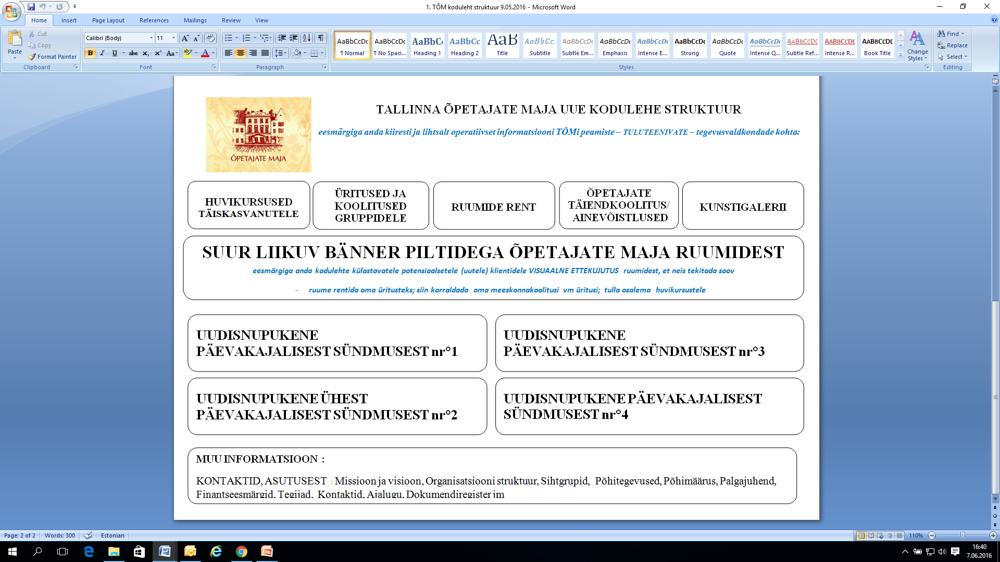 1. TÕM koduleht struktuur 9.05.2016 - Microsoft Word
Home Insert Page Layout References Mailings Review View
Paste
Cut
Copy
Format Painter
Clipboard
Calibri (Body) 11
B I U abc x₂ x² Aa
Font
Paragraph
AaBbCcDc AaBbCcDc AaBbC AaBbCc AaB AaBbCc. AaBbCcDc AaBbCcDc AaBbCcDc AaBbCcDc AaBbCcDc AaBbCcDc AABBCCDD AABBCCDD AABBCCDD
¶ Normal ¶ No Spaci... Heading 1 Heading 2 Title Subtitle Subtle Em... Emphasis Intense E... Strong Quote Intense Q... Subtle Ref... Intense R... Book Title
Change Styles
Styles
Find
Replace
Select
Editing
ÕPETAJATE MAJA
TALLINNA ÕPETAJATE MAJA UUE KODULEHE STRUKTUUR
eesmärgiga anda kiiresti ja lihtsalt operatiivset informatsiooni TÕMi peamiste – TULUTEENIVATE – tegevusvaldkondade kohta:
HUVIKURSUSED
TÄISKASVANUTELE
ÜRITUSED JA
KOOLITUSED
GRUPPIDELE
RUUMIDE RENT
ÕPETAJATE
TÄIENDKOOLITUS/
AINEVÕISTLUSED
KUNSTIGALERII
SUUR LIIKUV BÄNNER PILTIDEGA ÕPETAJATE MAJA RUUMIDEST
eesmärgiga anda kodulehte külastavatele potensiaalsetele (uutele) klientidele VISUAALNE ETTEKUJUTUS ruumidest, et neis tekitada soov
- ruume rentida oma üritusteks; siin korraldada oma meeskonnakoolitusi vm üritusi; tulla osalema huvikursustele
UUDISNUPUKENE
PÄEVAKAJALISEST SÜNDMUSEST nr°1
UUDISNUPUKENE
PÄEVAKAJALISEST SÜNDMUSEST nr°3
UUDISNUPUKENE ÜHEST
PÄEVAKAJALISEST SÜNDMUSEST nr°2
UUDISNUPUKENE PÄEVAKAJALISEST
SÜNDMUSEST nr°4
MUU INFORMATSIOON :
KONTAKTID, ASUTUSEST : Missioon ja visioon, Organisatsiooni struktuur, Sihtgrupid, Põhitegevused, Põhimäärus, Palgajuhend,
Finantseesmärgid, Tegijad, Kontaktid, Ajalugu, Dokumendiregister jm
Page: 2 of 2 Words: 300 Estonian 110%
16:40
7.06.2016